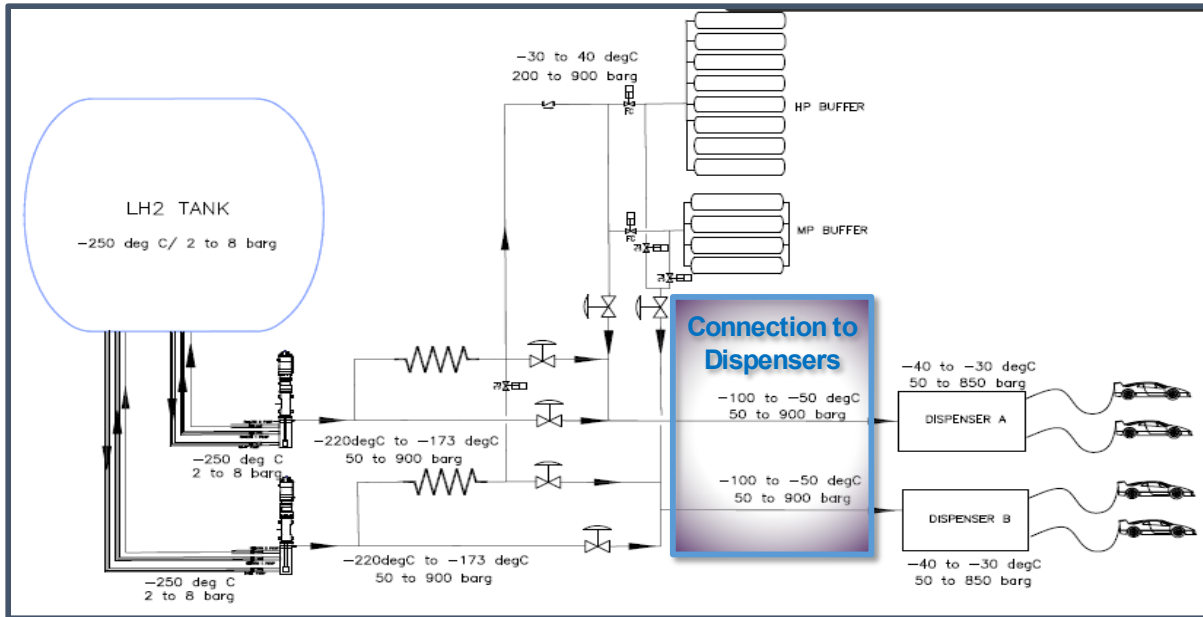 -30 to 40 degC
200 to 900 barg
FC
HP BUFFER
LH2 TANK
-250 deg C/ 2 to 8 barg
FC
MP BUFFER
Connection to
Dispensers
-40 to -30 degC
50 to 850 barg
-100 to -50 degC
50 to 900 barg
DISPENSER A
-220degC to -173 degC
50 to 900 barg
-250 deg C
2 to 8 barg
-100 to -50 degC
50 to 900 barg
DISPENSER B
-220degC to -173 degC
50 to 900 barg
-250 deg C
2 to 8 barg
-40 to -30 degC
50 to 850 barg